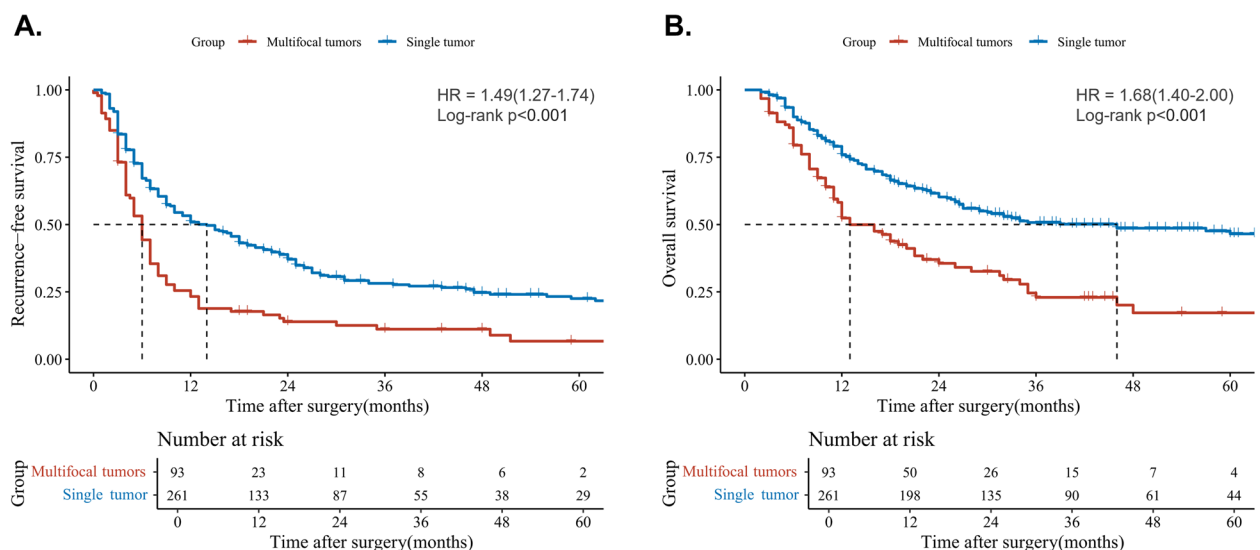 A.
Group Multifocal tumors Single tumor
HR = 1.49(1.27-1.74)
Log-rank p<0.001
Recurrence-free survival
1.00
0.75
0.50
0.25
0.00
0 12 24 36 48 60
Time after surgery(months)
Number at risk
Group
Multifocal tumors 93 23 11 8 6 2
Single tumor 261 133 87 55 38 29
0 12 24 36 48 60
Time after surgery(months)
B.
Group Multifocal tumors Single tumor
HR = 1.68(1.40-2.00)
Log-rank p<0.001
Overall survival
1.00
0.75
0.50
0.25
0.00
0 12 24 36 48 60
Time after surgery(months)
Number at risk
Group
Multifocal tumors 93 50 26 15 7 4
Single tumor 261 198 135 90 61 44
0 12 24 36 48 60
Time after surgery(months)